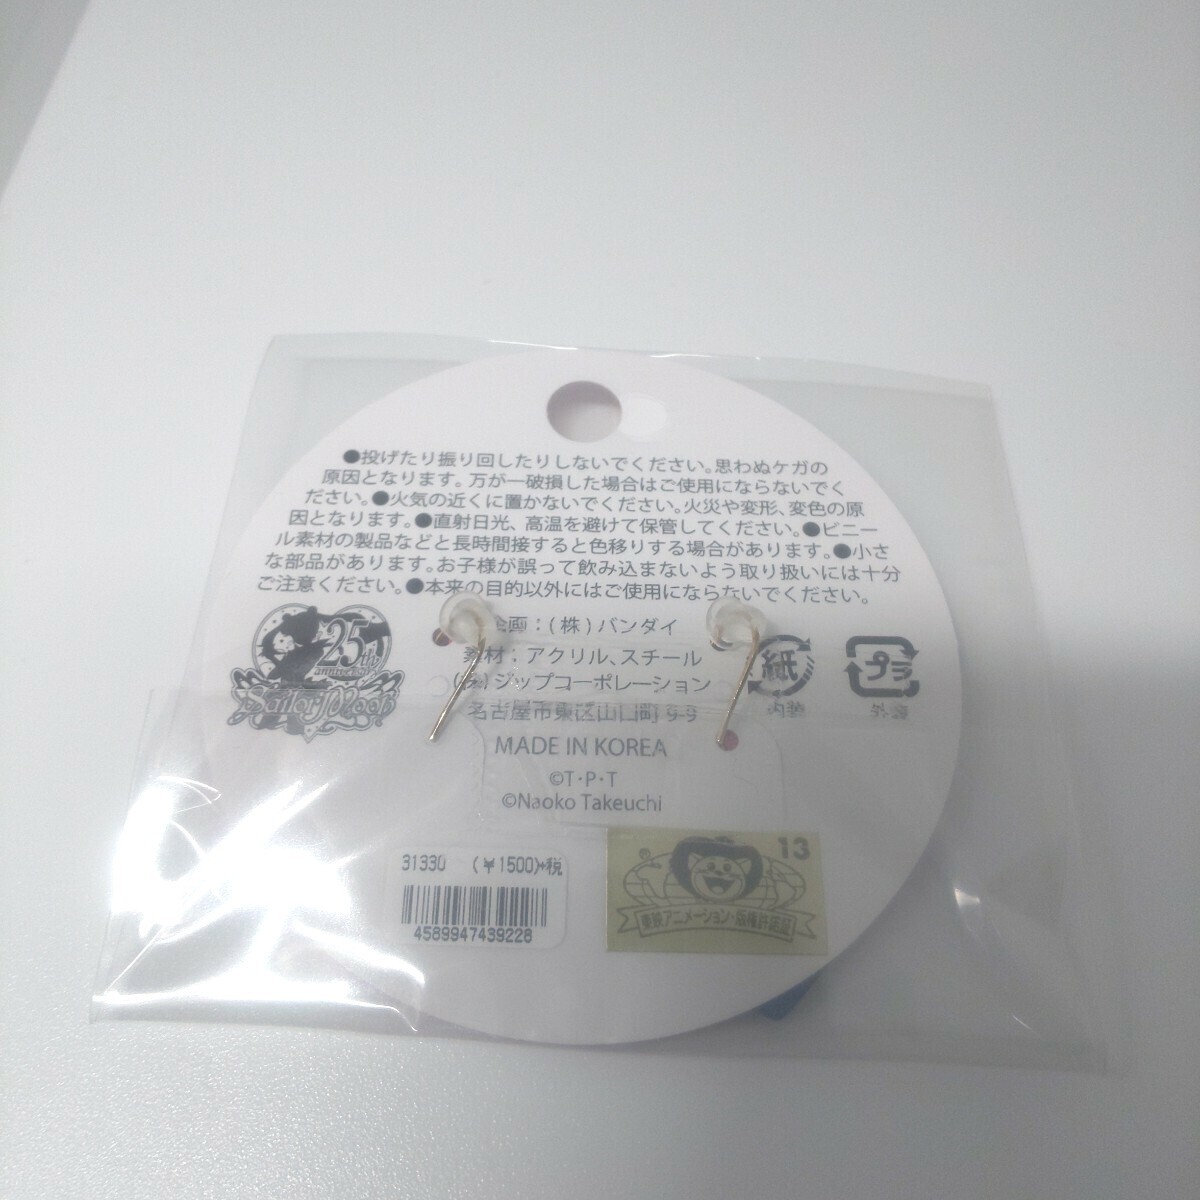 ●投げたり振り回したりしないでください。思わぬケガの
原因となります。万が一破損した場合はご使用にならないでく
ださい。●火気の近くに置かないでください。火災や変形、変色の原
因となります。●直射日光、高温を避けて保管してください。●ビニー
ル素材の製品などと長時間接すると色移りする場合があります。●小さ
な部品があります。お子様が誤って飲み込まないよう取り扱いには十分
ご注意ください。●本来の目的以外にはご使用にならないでください。
25th
anniversary
Sailor Moon
画：(株)バンダイ
素材：アクリル、スチール
(株)ジップコーポレーション
名古屋市東区山口町 9-9
MADE IN KOREA
©T・P・T
©Naoko Takeuchi
紙
内装
プラ
外装
31330 (￥1500)+税
4589947439228
13
東映アニメーション・版権許諾証